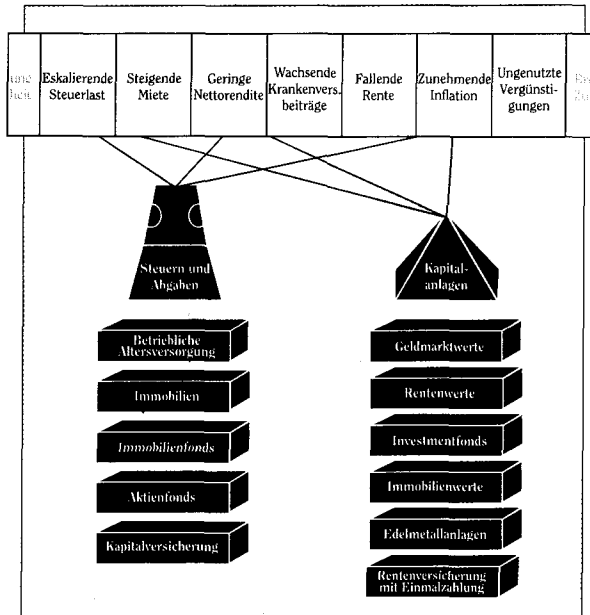 Eskalierende
Steuerlast
Steigende
Miete
Geringe
Nettorendite
Wachsende
Krankenvers.
beiträge
Fallende
Rente
Zunehmende
Inflation
Ungenutzte
Vergünsti-
gungen
Steuern und
Abgaben
Kapital-
anlagen
Betriebliche
Altersversorgung
Immobilien
Immobilienfonds
Aktienfonds
Kapitalversicherung
Geldmarktwerte
Rentenwerte
Investmentfonds
Immobilienwerte
Edelmetallanlagen
Rentenversicherung
mit Einmalzahlung